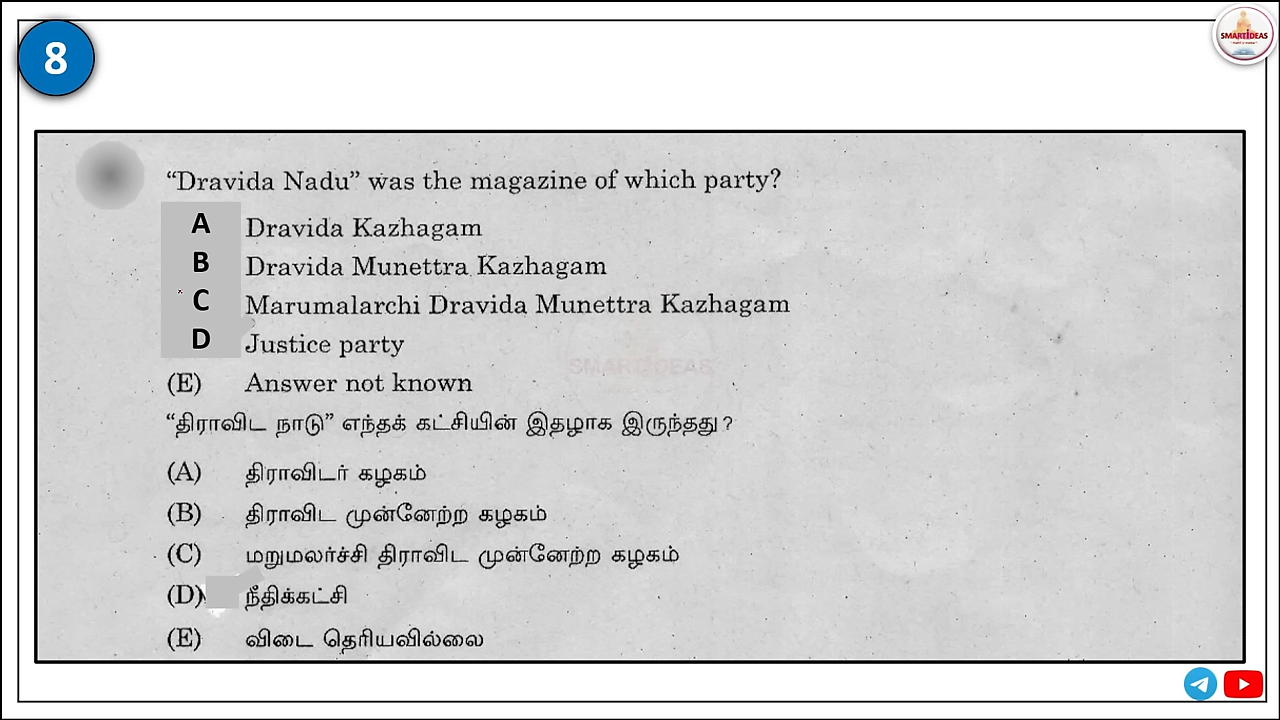 8
SMARTIDEAS
“Dravida Nadu” was the magazine of which party?
A Dravida Kazhagam
B Dravida Munettra Kazhagam
C Marumalarchi Dravida Munettra Kazhagam
D Justice party
SMARTIDEAS
(E) Answer not known
“திராவிட நாடு” எந்தக் கட்சியின் இதழாக இருந்தது?
(A) திராவிடர் கழகம்
(B) திராவிட முன்னேற்ற கழகம்
(C) மறுமலர்ச்சி திராவிட முன்னேற்ற கழகம்
(D) நீதிக்கட்சி
(E) விடை தெரியவில்லை